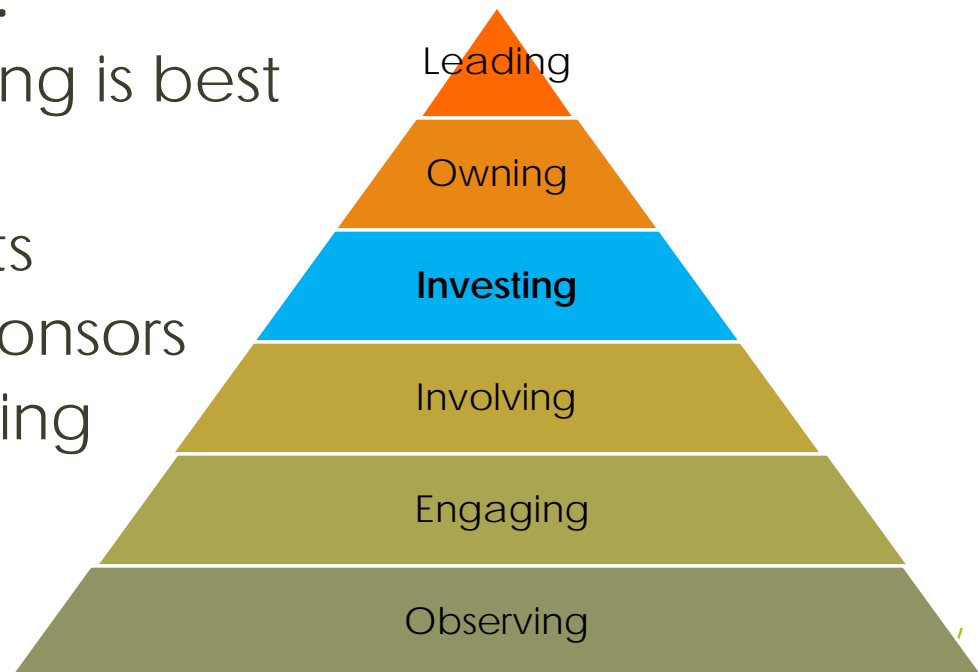 ng is best
ts
onsors
ing
Leading
Owning
Investing
Involving
Engaging
Observing